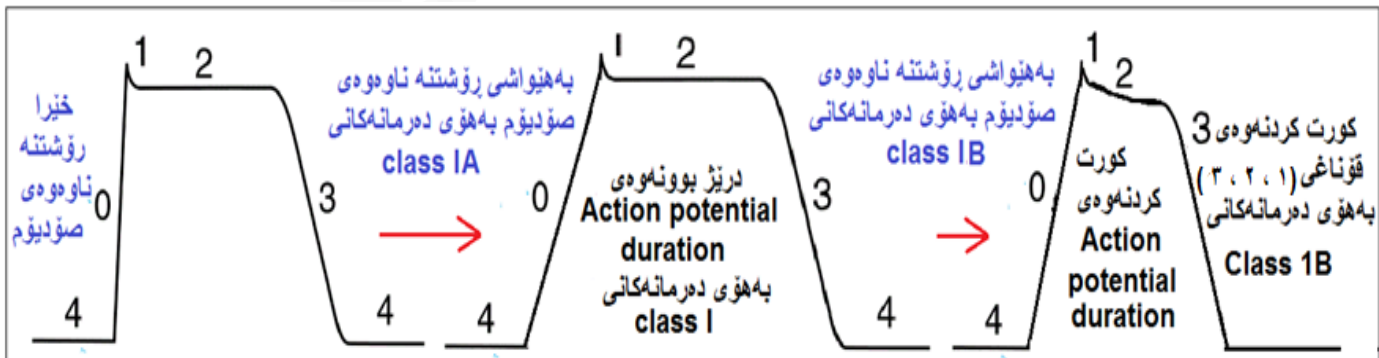 1
2
خێرا
رۆشتنە
ناوەوەی
صۆدیۆم
0
3
4
4
بەهێواشی ڕۆشتنە ناوەوەی
صۆدیۆم بەهۆی دەرمانەکانی
class IA
1
2
0
3
4
4
درێژ بوونەوەی
Action potential
duration
بەهۆی دەرمانەکانی
class I
بەهێواشی ڕۆشتنە ناوەوەی
صۆدیۆم بەهۆی دەرمانەکانی
class IB
1
2
0
3
4
کورت
کردنەوەی
Action
potential
duration
کورت کردنەوەی
قۆناغی (١ ، ٢ ، ٣)
بەهۆی دەرمانەکانی
Class 1B